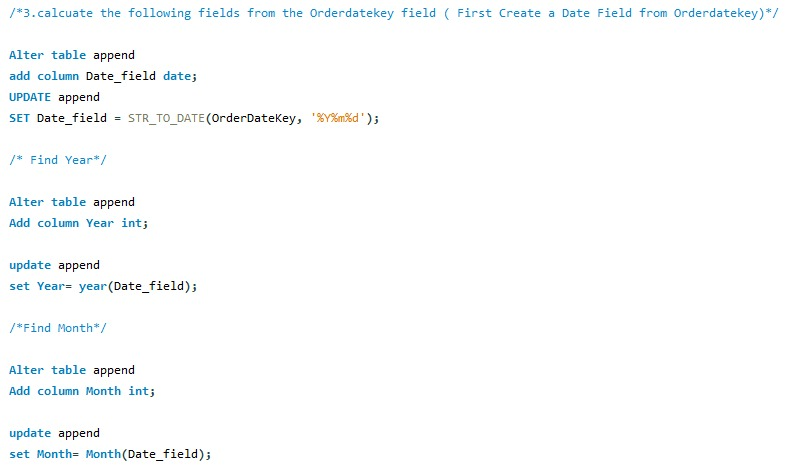 /*3.calcuate the following fields from the Orderdatekey field ( First Create a Date Field from Orderdatekey)*/
Alter table append
add column Date_field date;
UPDATE append
SET Date_field = STR_TO_DATE(OrderDateKey, '%Y%m%d');
/* Find Year*/
Alter table append
Add column Year int;
update append
set Year= year(Date_field);
/*Find Month*/
Alter table append
Add column Month int;
update append
set Month= Month(Date_field);